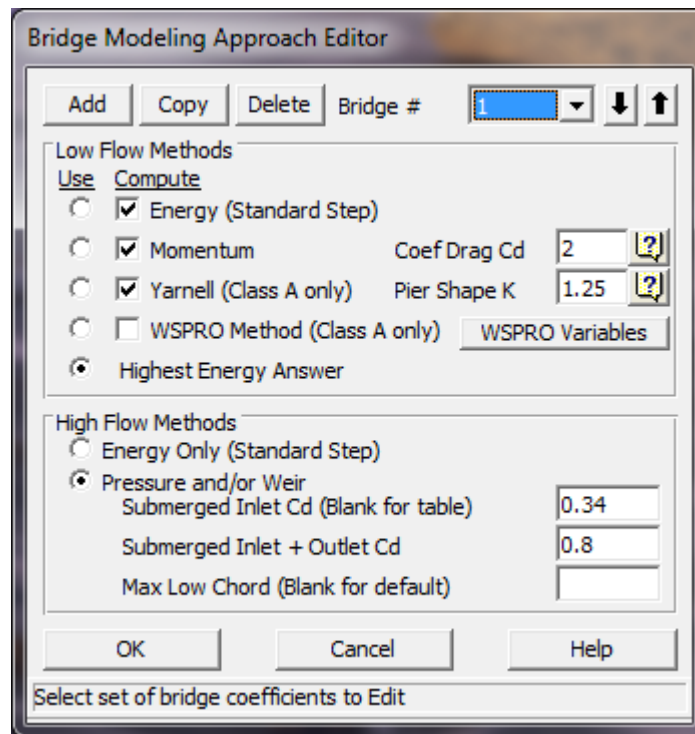 Bridge Modeling Approach Editor
Add Copy Delete Bridge # 1
Low Flow Methods
Use Compute
Energy (Standard Step)
Momentum Coef Drag Cd 2 ?
Yarnell (Class A only) Pier Shape K 1.25 ?
WSPRO Method (Class A only) WSPRO Variables
Highest Energy Answer
High Flow Methods
Energy Only (Standard Step)
Pressure and/or Weir
Submerged Inlet Cd (Blank for table) 0.34
Submerged Inlet + Outlet Cd 0.8
Max Low Chord (Blank for default)
OK Cancel Help
Select set of bridge coefficients to Edit